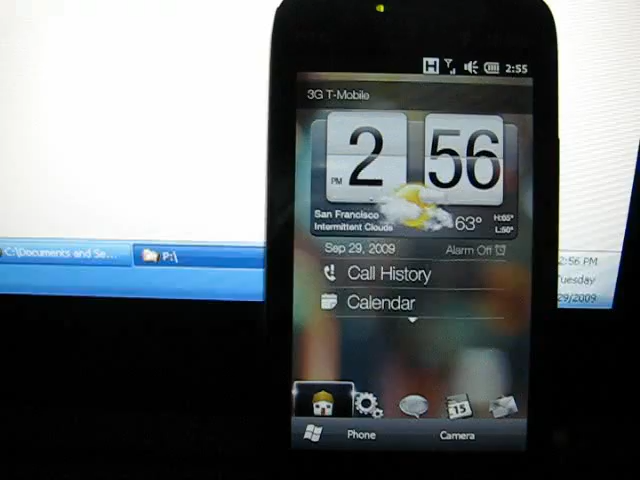 H 2:55
3G T-Mobile
2 56
PM
San Francisco
Intermittent Clouds
63°
H:65°
L:50°
Sep 29, 2009
Alarm Off
Call History
Calendar
15
Phone
Camera
C:\Documents and Se...
P:\
2:56 PM
Tuesday
29/2009